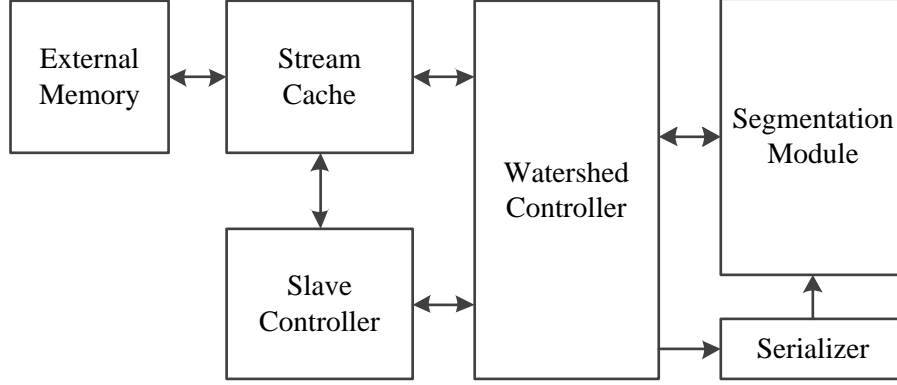 External
Memory
Stream
Cache
Watershed
Controller
Segmentation
Module
Slave
Controller
Serializer